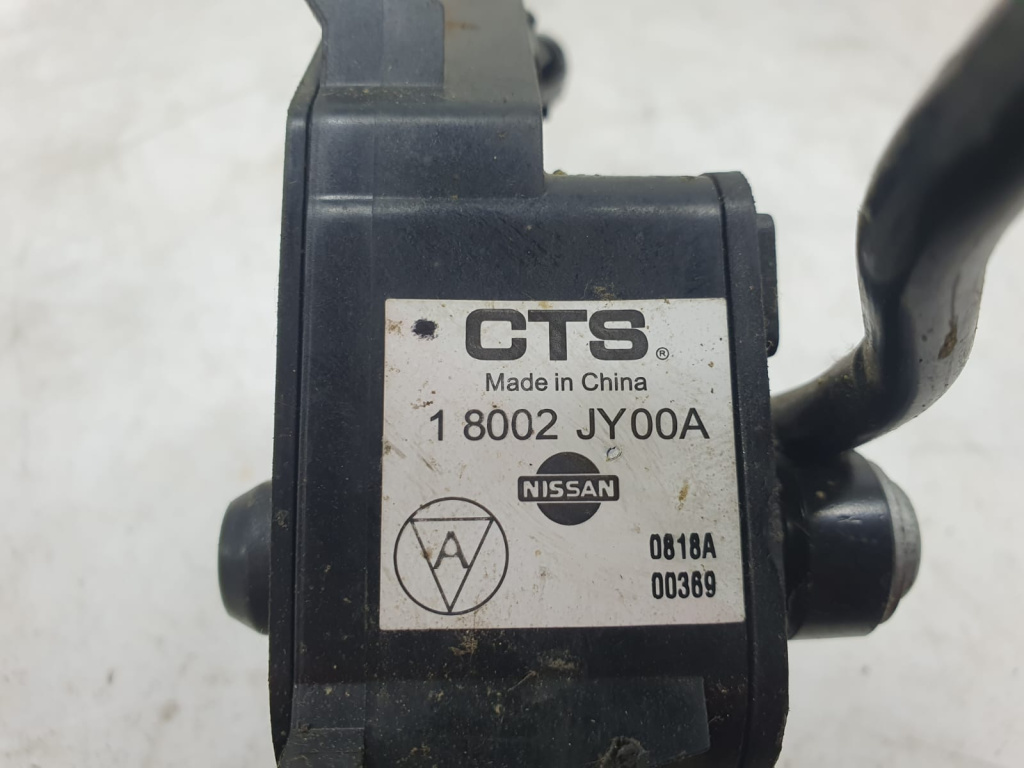 CTS®
Made in China
1 8002 JY00A
NISSAN
A
0818A
00369